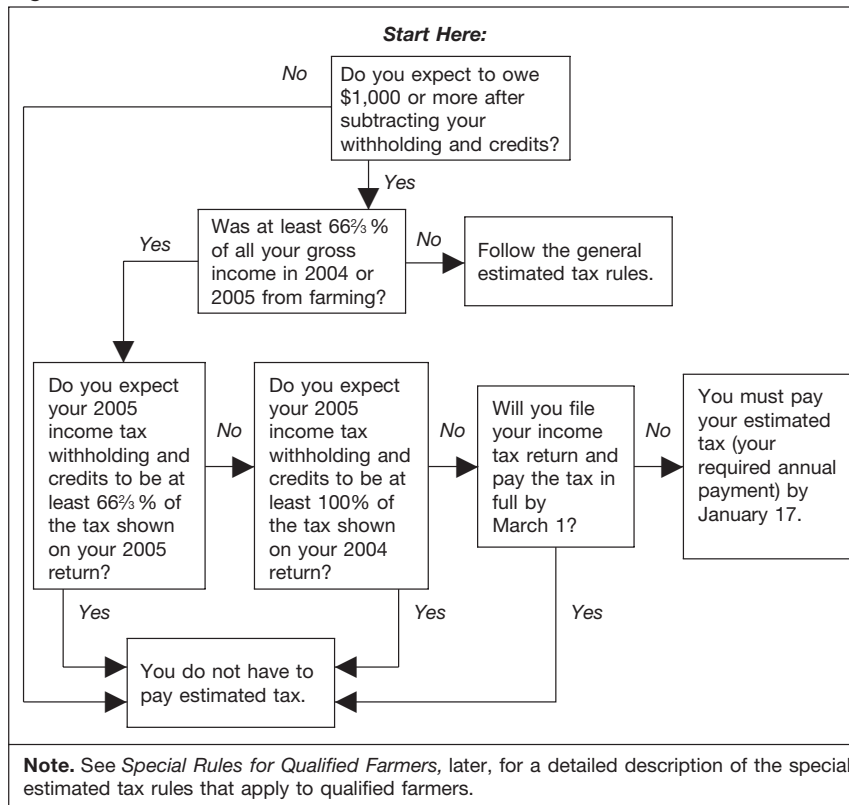 Start Here:
No
Do you expect to owe
$1,000 or more after
subtracting your
withholding and credits?
Yes
Was at least 66⅔ %
of all your gross
income in 2004 or
2005 from farming?
Yes
No
Follow the general
estimated tax rules.
Do you expect
your 2005
income tax
withholding and
credits to be at
least 66⅔ % of
the tax shown
on your 2005
return?
No
Do you expect
your 2005
income tax
withholding and
credits to be at
least 100% of
the tax shown
on your 2004
return?
No
Will you file
your income
tax return and
pay the tax in
full by
March 1?
No
You must pay
your estimated
tax (your
required annual
payment) by
January 17.
Yes
Yes
Yes
You do not have to
pay estimated tax.
Note. See Special Rules for Qualified Farmers, later, for a detailed description of the special
estimated tax rules that apply to qualified farmers.